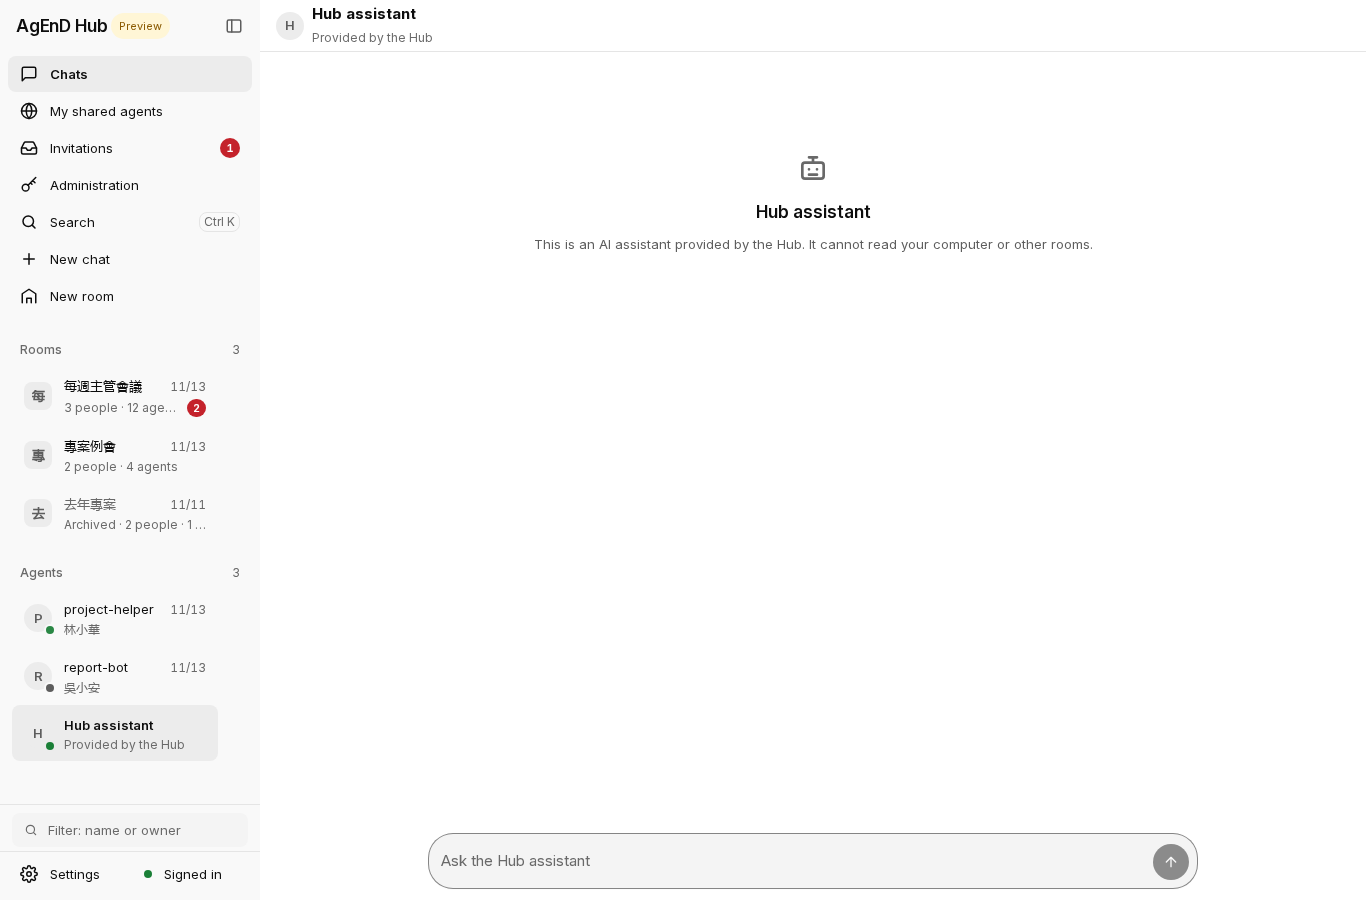 AgEnD Hub Preview
Chats
My shared agents
Invitations 1
Administration
Search Ctrl K
New chat
New room
Rooms 3
每 每週主管會議 11/13
3 people · 12 age… 2
專 專案例會 11/13
2 people · 4 agents
去 去年專案 11/11
Archived · 2 people · 1 …
Agents 3
P project-helper 11/13
林小華
R report-bot 11/13
吳小安
H Hub assistant
Provided by the Hub
Filter: name or owner
Settings Signed in
H Hub assistant
Provided by the Hub
Hub assistant
This is an AI assistant provided by the Hub. It cannot read your computer or other rooms.
Ask the Hub assistant